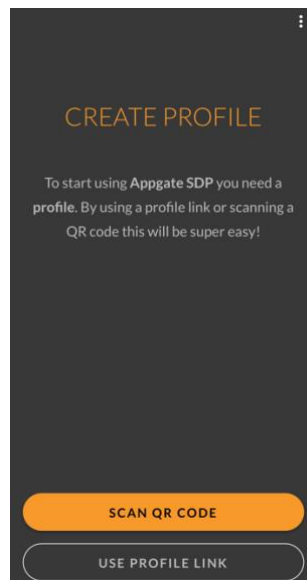 CREATE PROFILE
To start using Appgate SDP you need a
profile. By using a profile link or scanning a
QR code this will be super easy!
SCAN QR CODE
USE PROFILE LINK